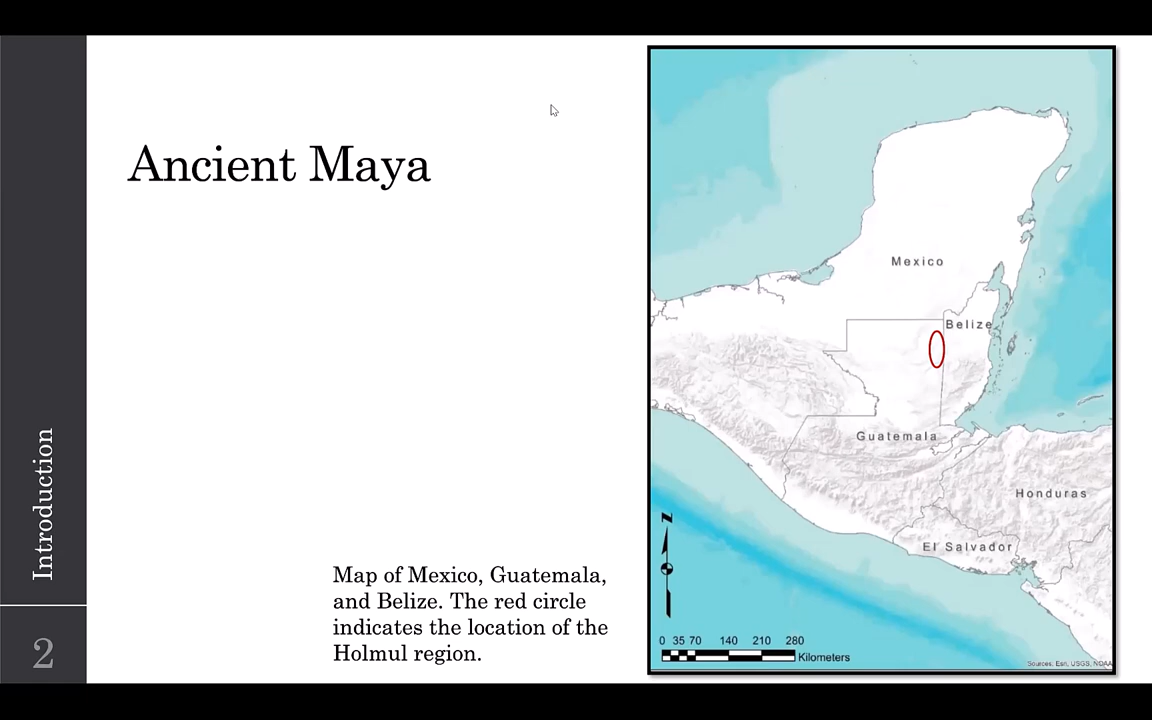 Ancient Maya
Introduction
2
Map of Mexico, Guatemala,
and Belize. The red circle
indicates the location of the
Holmul region.
Mexico
Belize
Guatemala
Honduras
El Salvador
N
0 35 70 140 210 280
Kilometers
Sources: Esri, USGS, NOAA